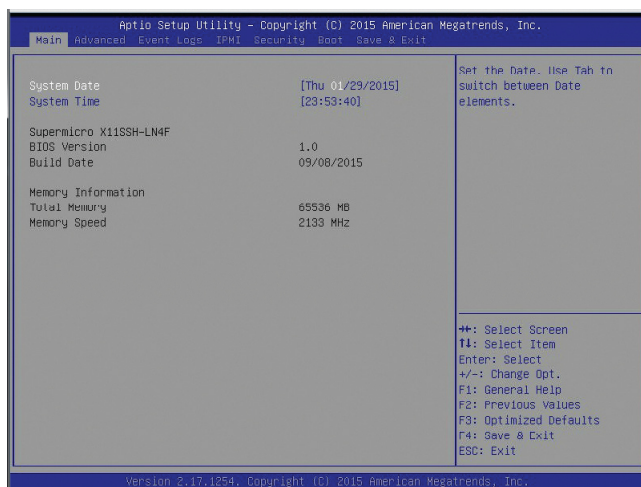 Aptio Setup Utility – Copyright (C) 2015 American Megatrends, Inc.
Main Advanced Event Logs IPMI Security Boot Save & Exit
System Date [Thu 01/29/2015]
System Time [23:53:40]
Supermicro X11SSH-LN4F
BIOS Version 1.0
Build Date 09/08/2015
Memory Information
Total Memory 65536 MB
Memory Speed 2133 MHz
Set the Date. Use Tab to
switch between Date
elements.
→←: Select Screen
↑↓: Select Item
Enter: Select
+/-: Change Opt.
F1: General Help
F2: Previous Values
F3: Optimized Defaults
F4: Save & Exit
ESC: Exit
Version 2.17.1254. Copyright (C) 2015 American Megatrends, Inc.